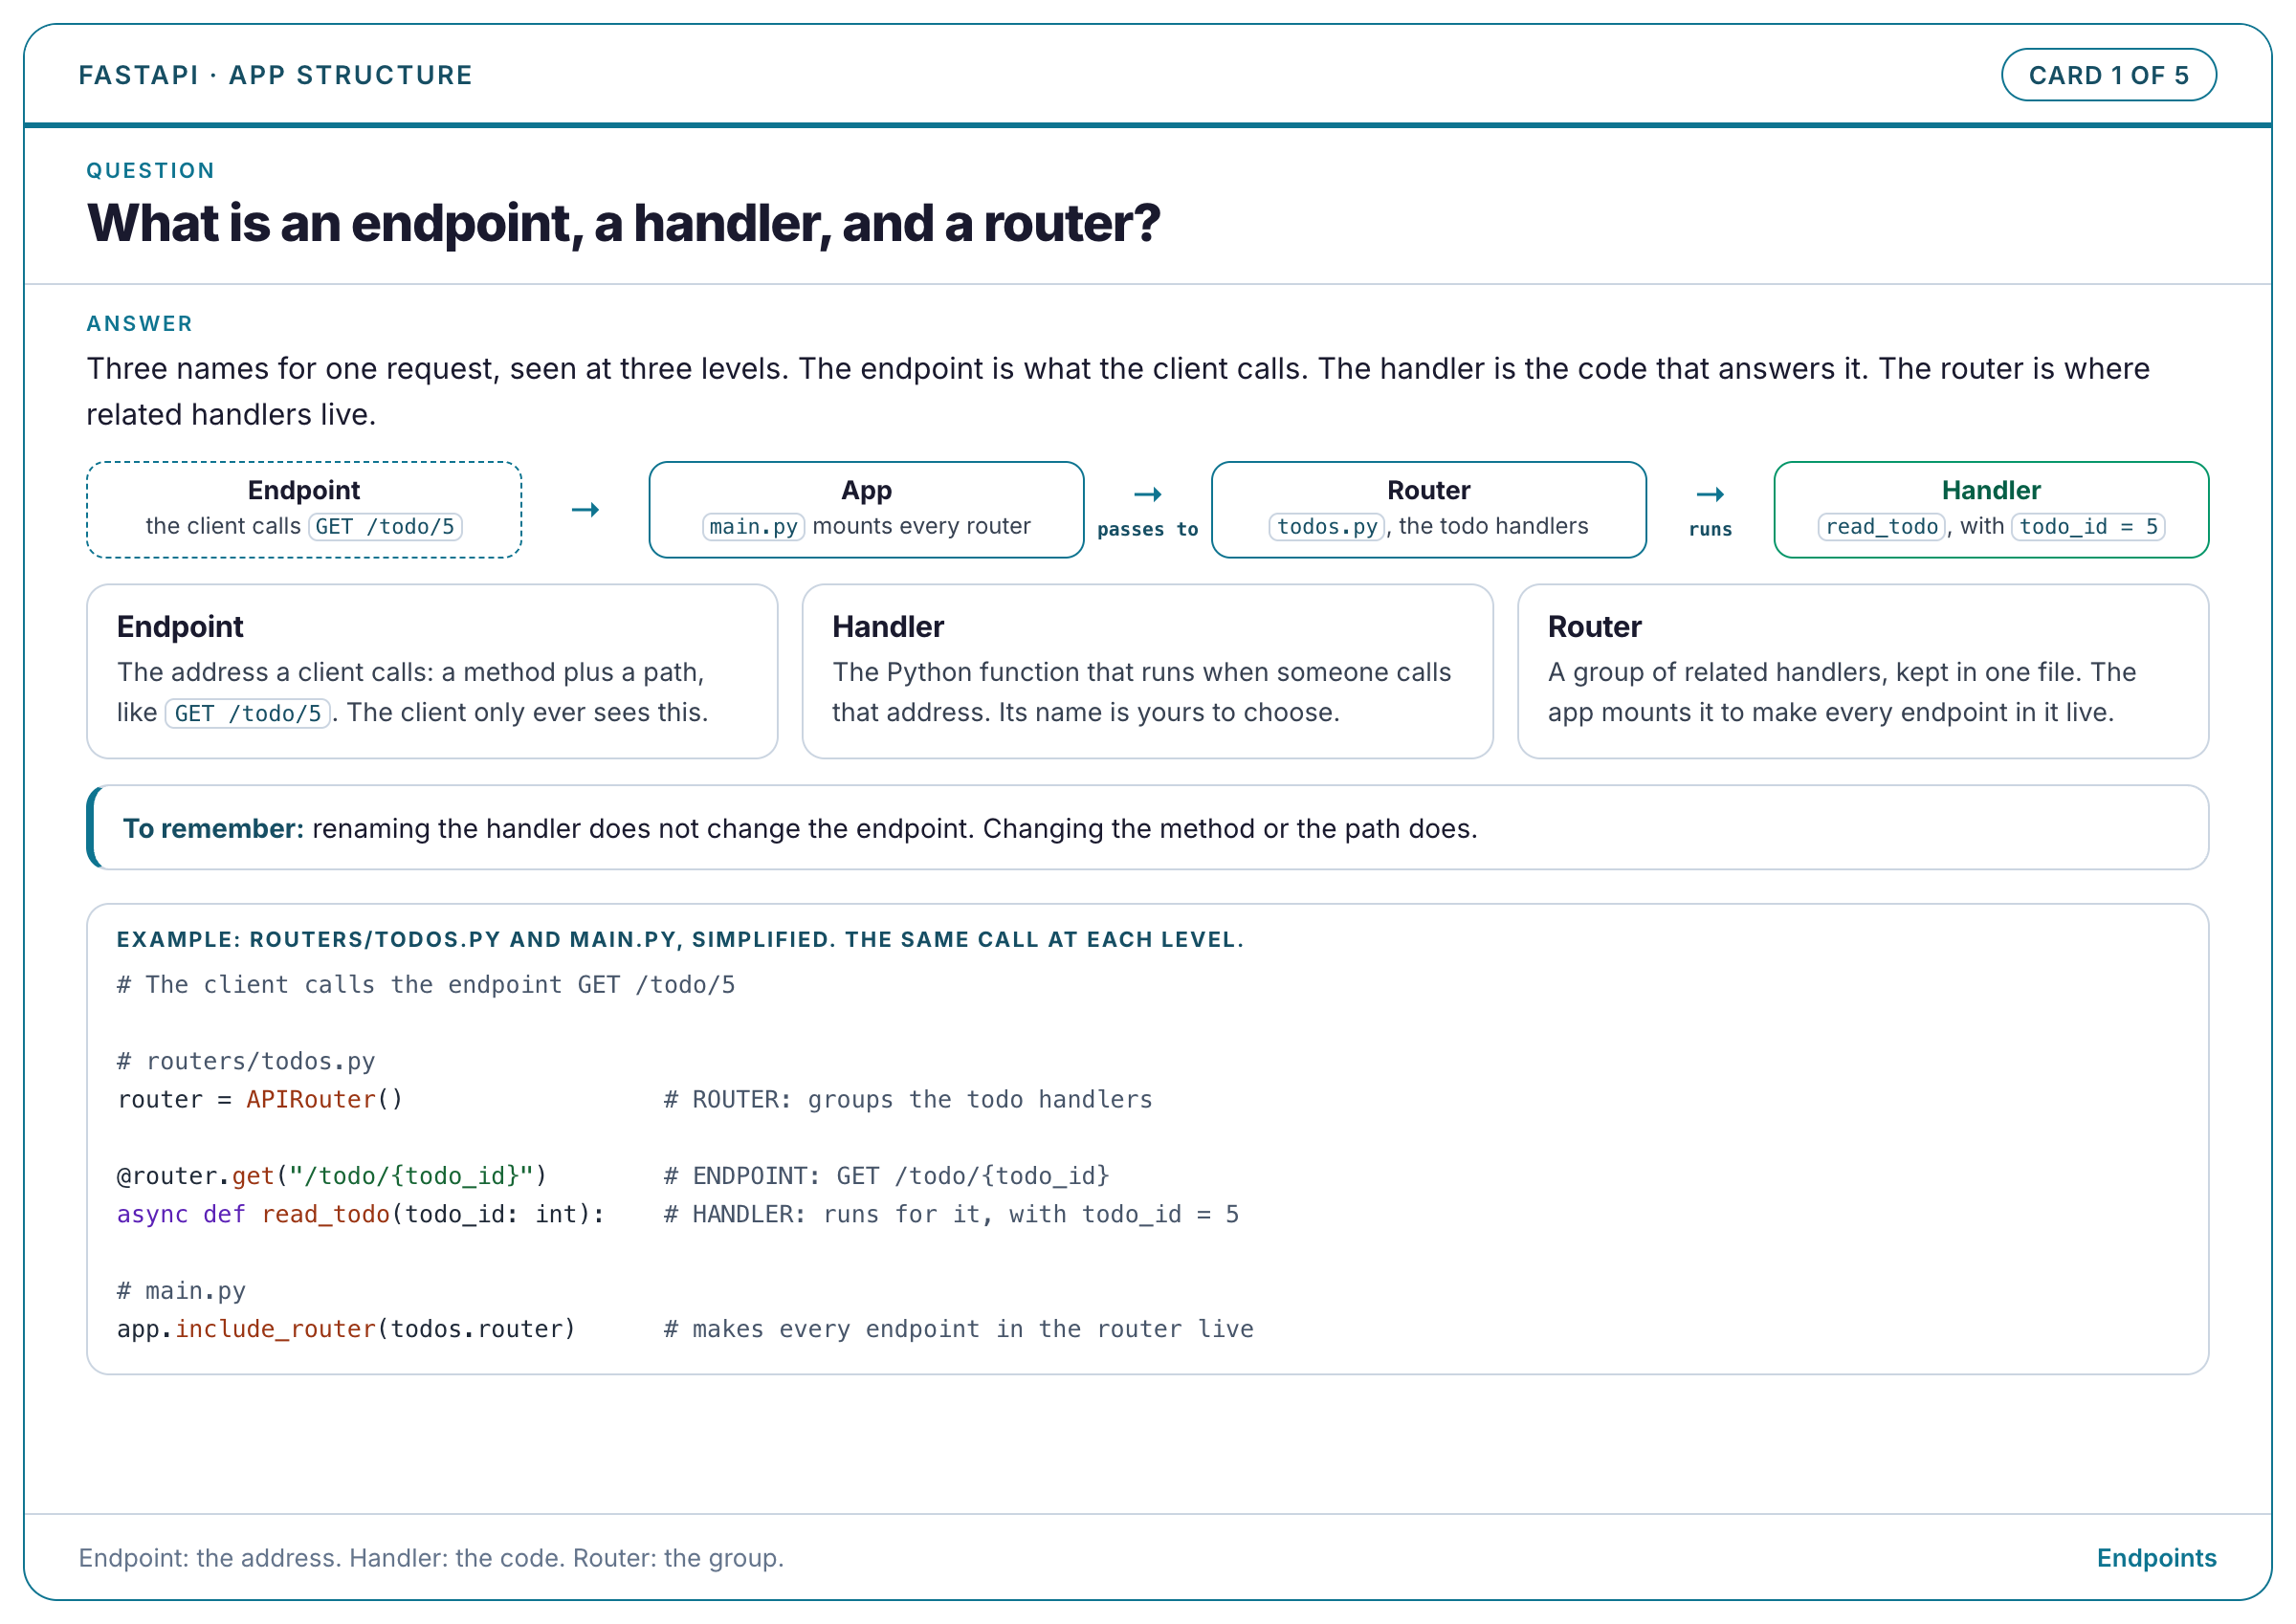 FASTAPI · APP STRUCTURE
CARD 1 OF 5
QUESTION
What is an endpoint, a handler, and a router?
ANSWER
Three names for one request, seen at three levels. The endpoint is what the client calls. The handler is the code that answers it. The router is where
related handlers live.
Endpoint
the client calls GET /todo/5
→
App
main.py mounts every router
→
passes to
Router
todos.py, the todo handlers
→
runs
Handler
read_todo, with todo_id = 5
Endpoint
The address a client calls: a method plus a path,
like GET /todo/5. The client only ever sees this.
Handler
The Python function that runs when someone calls
that address. Its name is yours to choose.
Router
A group of related handlers, kept in one file. The
app mounts it to make every endpoint in it live.
To remember: renaming the handler does not change the endpoint. Changing the method or the path does.
EXAMPLE: ROUTERS/TODOS.PY AND MAIN.PY, SIMPLIFIED. THE SAME CALL AT EACH LEVEL.
# The client calls the endpoint GET /todo/5
# routers/todos.py
router = APIRouter()                  # ROUTER: groups the todo handlers
@router.get("/todo/{todo_id}")        # ENDPOINT: GET /todo/{todo_id}
async def read_todo(todo_id: int):    # HANDLER: runs for it, with todo_id = 5
# main.py
app.include_router(todos.router)      # makes every endpoint in the router live
Endpoint: the address. Handler: the code. Router: the group.
Endpoints